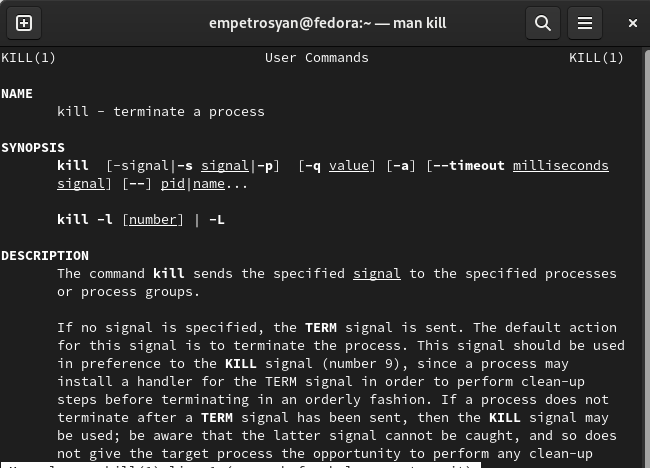 empetrosyan@fedora:~ — man kill
KILL(1) User Commands KILL(1)
NAME
kill - terminate a process
SYNOPSIS
kill [-signal|-s signal|-p] [-q value] [-a] [--timeout milliseconds
signal] [--] pid|name...
kill -l [number] | -L
DESCRIPTION
The command kill sends the specified signal to the specified processes
or process groups.
If no signal is specified, the TERM signal is sent. The default action
for this signal is to terminate the process. This signal should be used
in preference to the KILL signal (number 9), since a process may
install a handler for the TERM signal in order to perform clean-up
steps before terminating in an orderly fashion. If a process does not
terminate after a TERM signal has been sent, then the KILL signal may
be used; be aware that the latter signal cannot be caught, and so does
not give the target process the opportunity to perform any clean-up